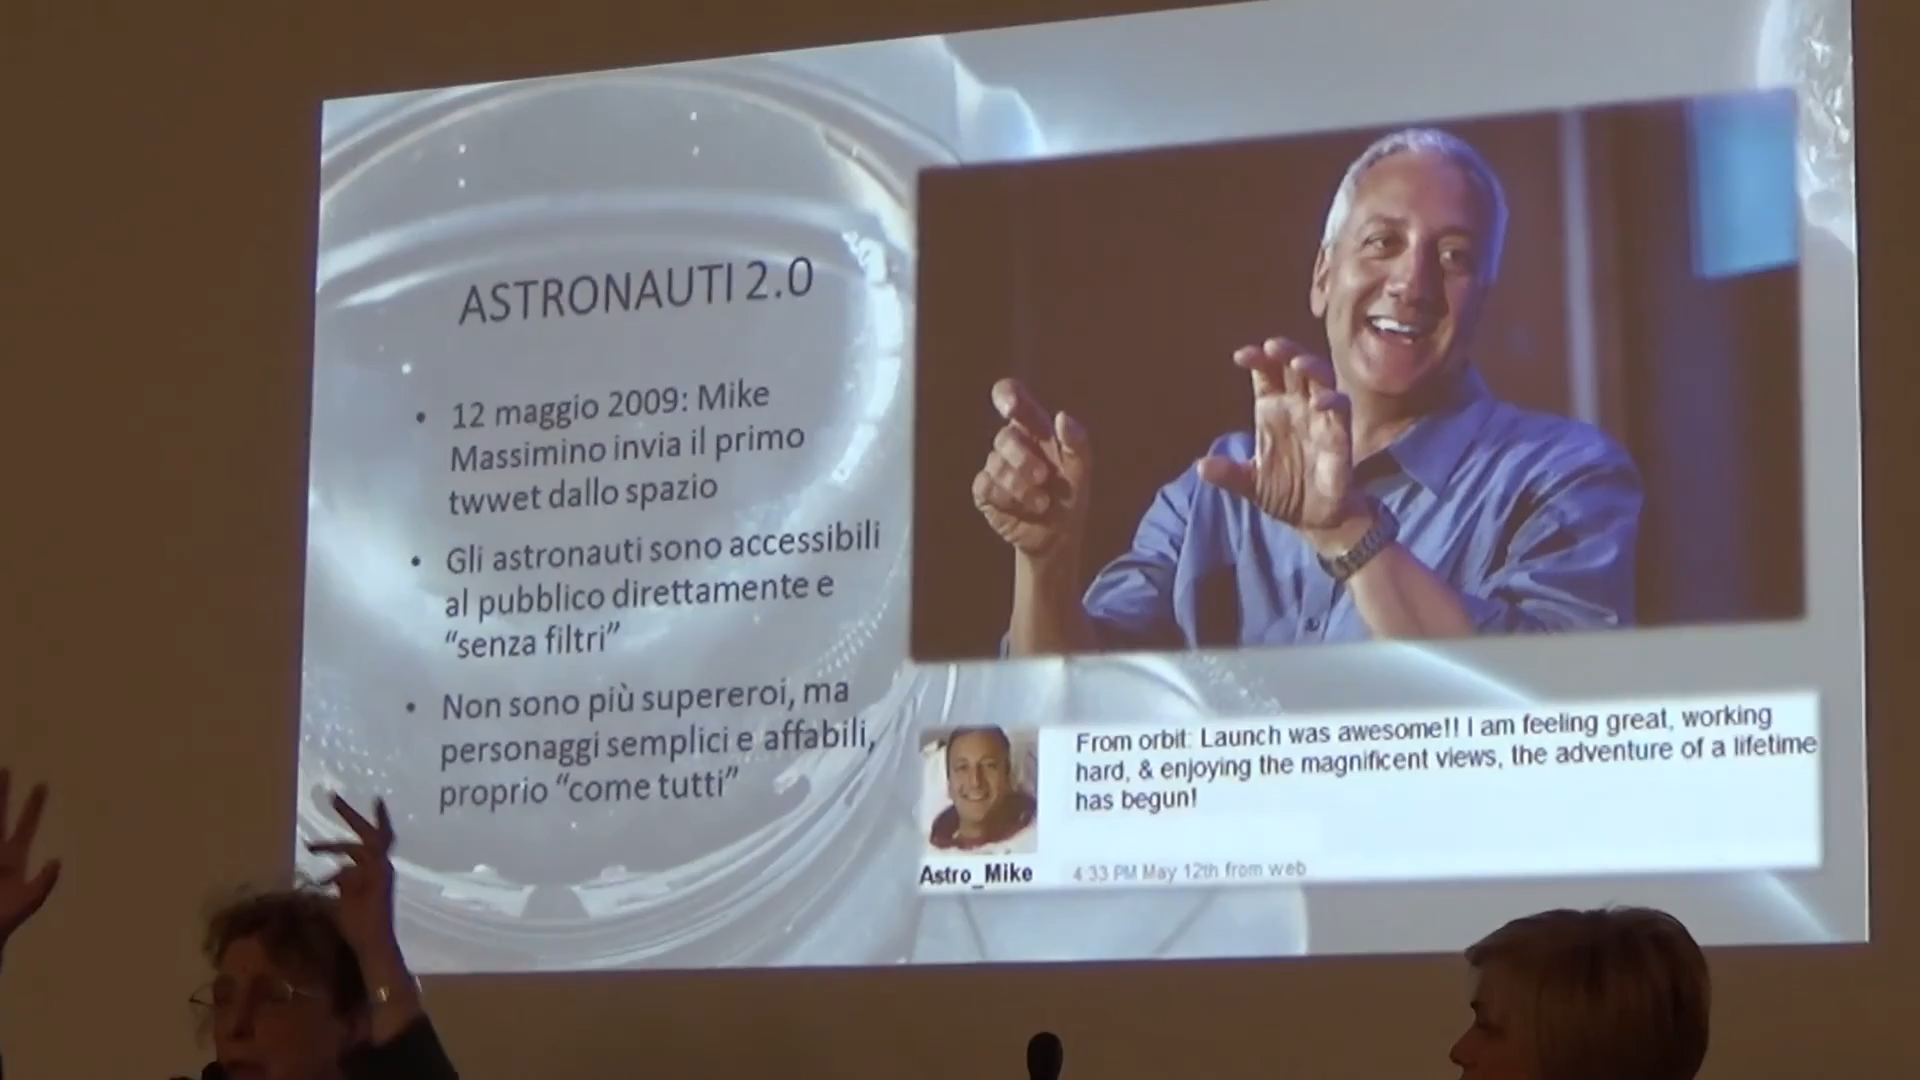 ASTRONAUTI 2.0
• 12 maggio 2009: Mike
Massimino invia il primo
twwet dallo spazio
• Gli astronauti sono accessibili
al pubblico direttamente e
“senza filtri”
• Non sono più supereroi, ma
personaggi semplici e affabili,
proprio “come tutti”
From orbit: Launch was awesome!! I am feeling great, working
hard, & enjoying the magnificent views, the adventure of a lifetime
has begun!
Astro_Mike
4:33 PM May 12th from web